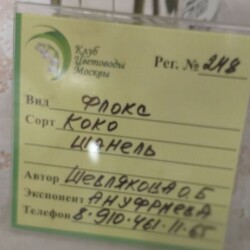 Клуб
Цветоводы
Москвы
Рег. № 248
Вид ФЛОКС
Сорт КОКО
ШАНЕЛЬ
Автор ШЕВЛЯКОВА О.Б
Экспонент АНУФРИЕВА
Телефон 8-910-461-11-65